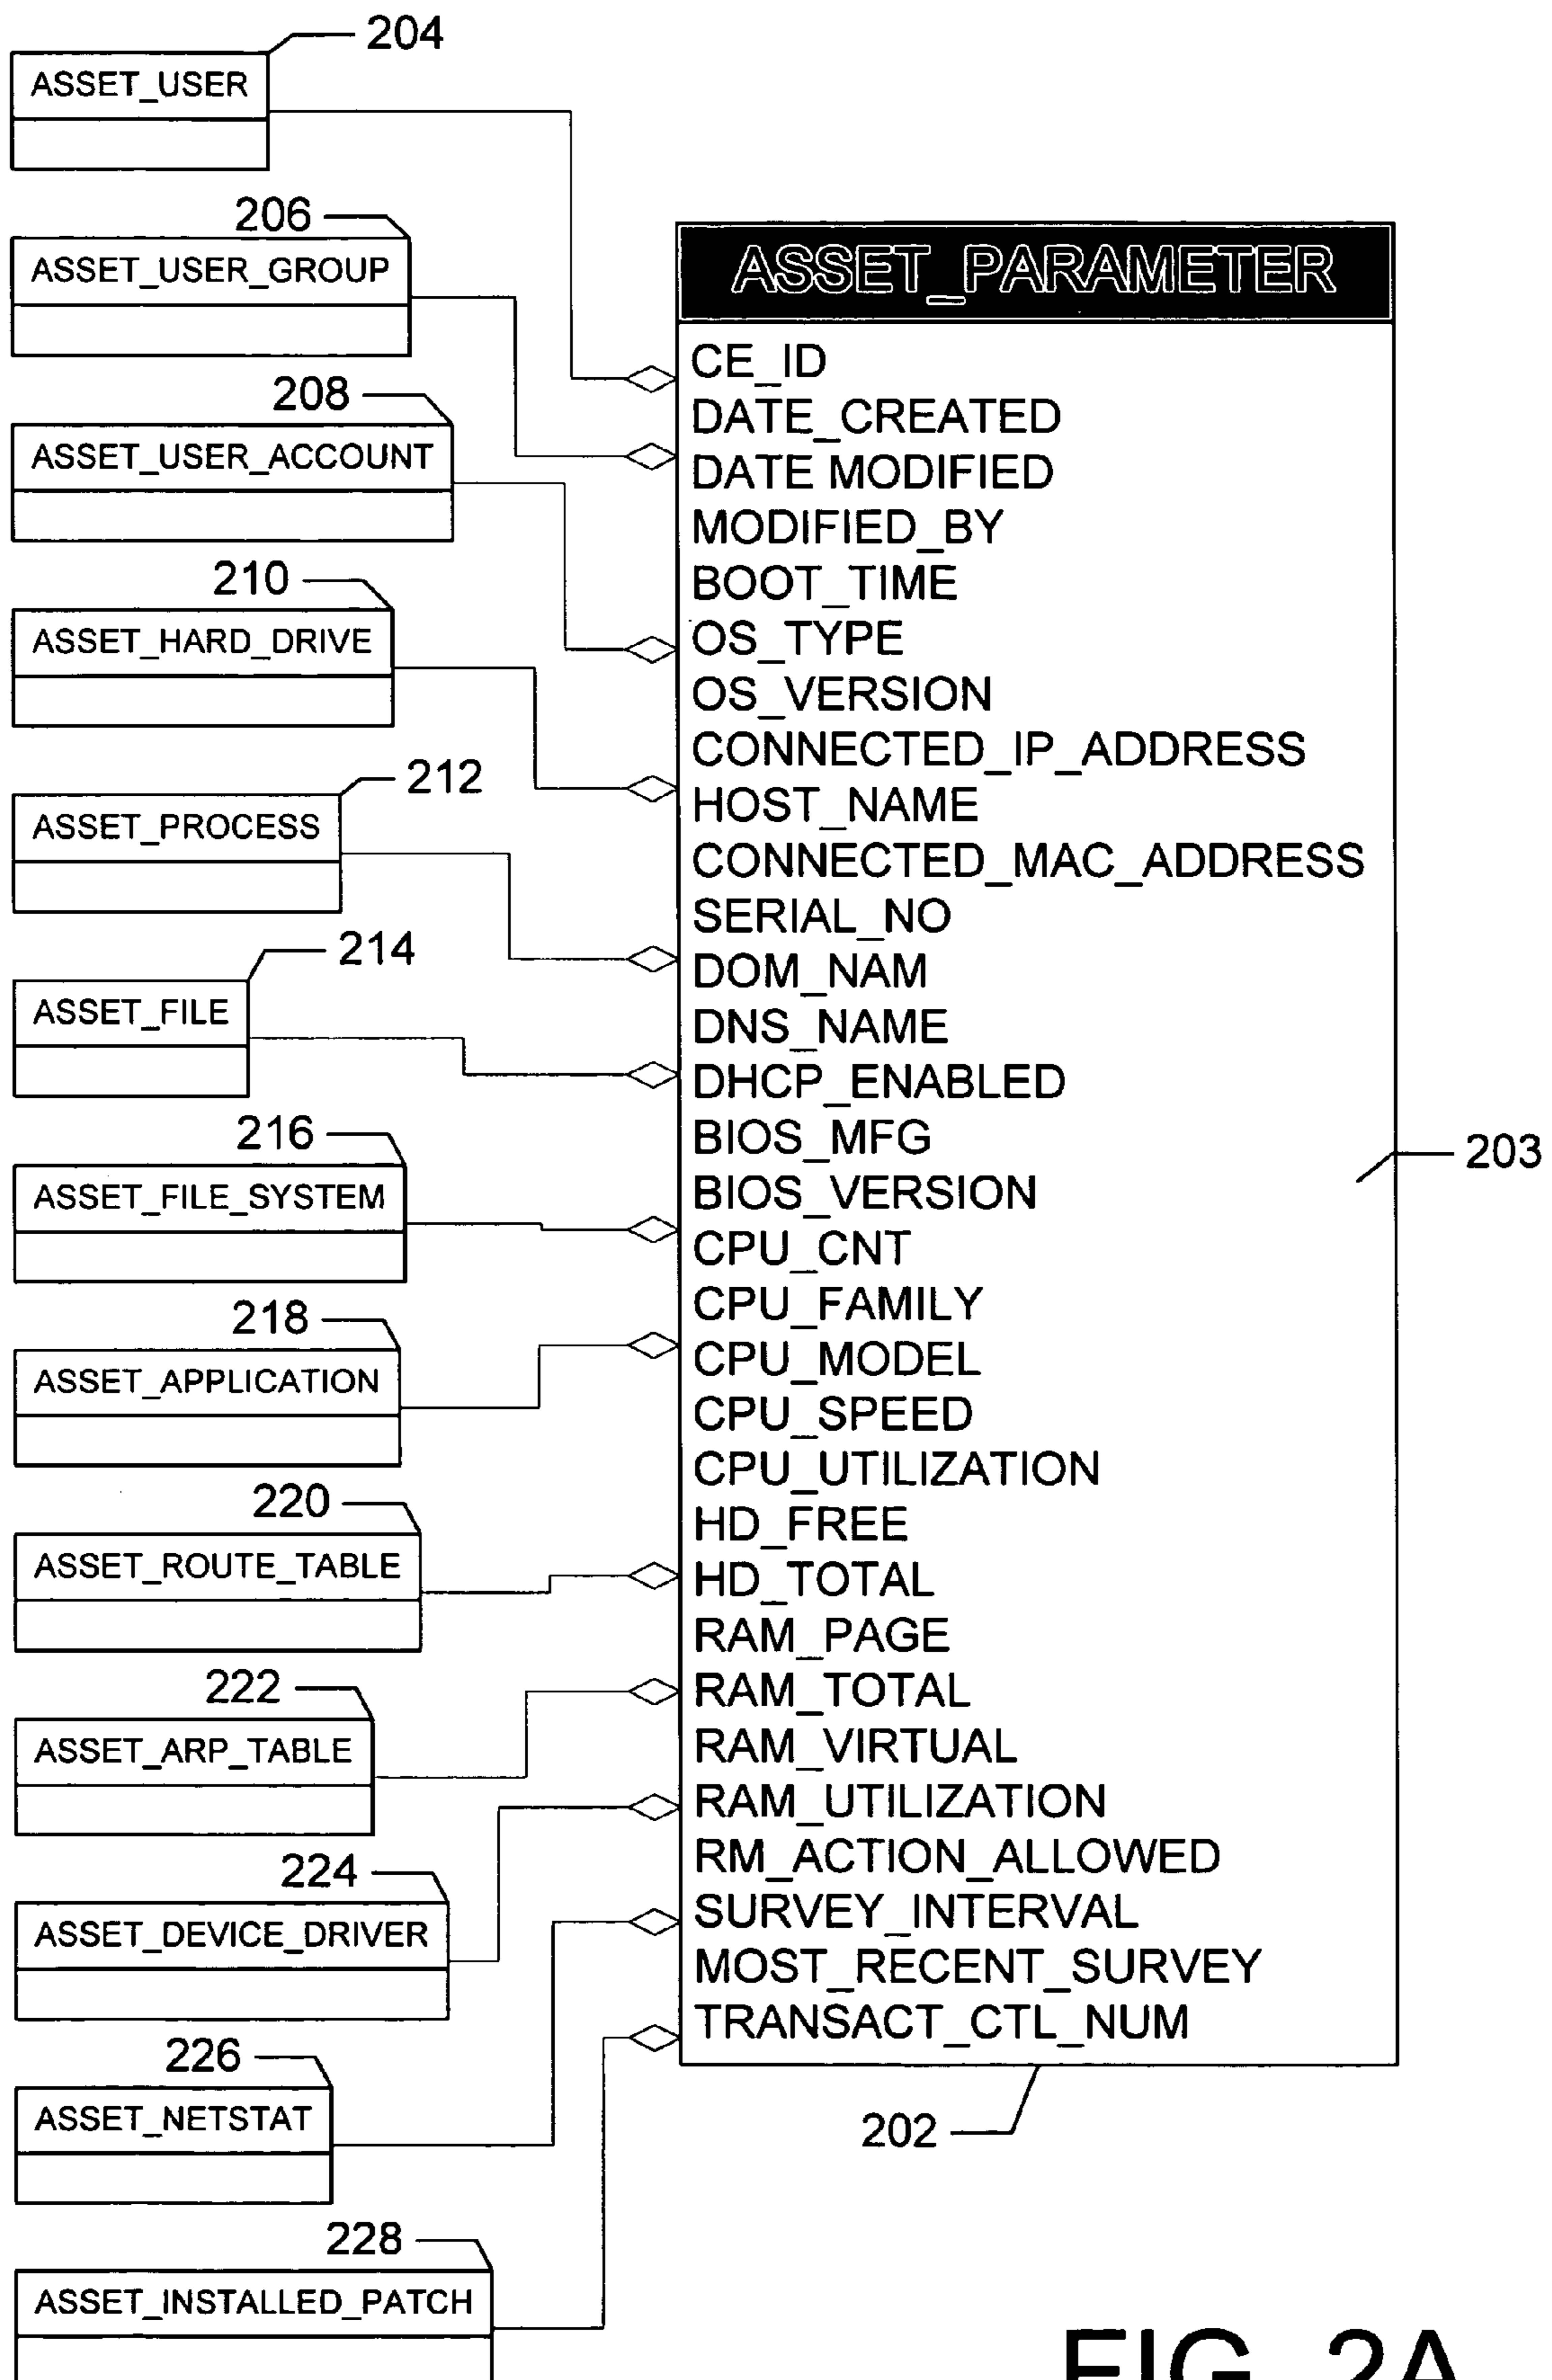 204
ASSET_USER
206
ASSET_USER_GROUP
208
ASSET_USER_ACCOUNT
210
ASSET_HARD_DRIVE
212
ASSET_PROCESS
214
ASSET_FILE
216
ASSET_FILE_SYSTEM
218
ASSET_APPLICATION
220
ASSET_ROUTE_TABLE
222
ASSET_ARP_TABLE
224
ASSET_DEVICE_DRIVER
226
ASSET_NETSTAT
228
ASSET_INSTALLED_PATCH
ASSET_PARAMETER
CE_ID
DATE_CREATED
DATE MODIFIED
MODIFIED_BY
BOOT_TIME
OS_TYPE
OS_VERSION
CONNECTED_IP_ADDRESS
HOST_NAME
CONNECTED_MAC_ADDRESS
SERIAL_NO
DOM_NAM
DNS_NAME
DHCP_ENABLED
BIOS_MFG
BIOS_VERSION
CPU_CNT
CPU_FAMILY
CPU_MODEL
CPU_SPEED
CPU_UTILIZATION
HD_FREE
HD_TOTAL
RAM_PAGE
RAM_TOTAL
RAM_VIRTUAL
RAM_UTILIZATION
RM_ACTION_ALLOWED
SURVEY_INTERVAL
MOST_RECENT_SURVEY
TRANSACT_CTL_NUM
203
202
FIG. 2A